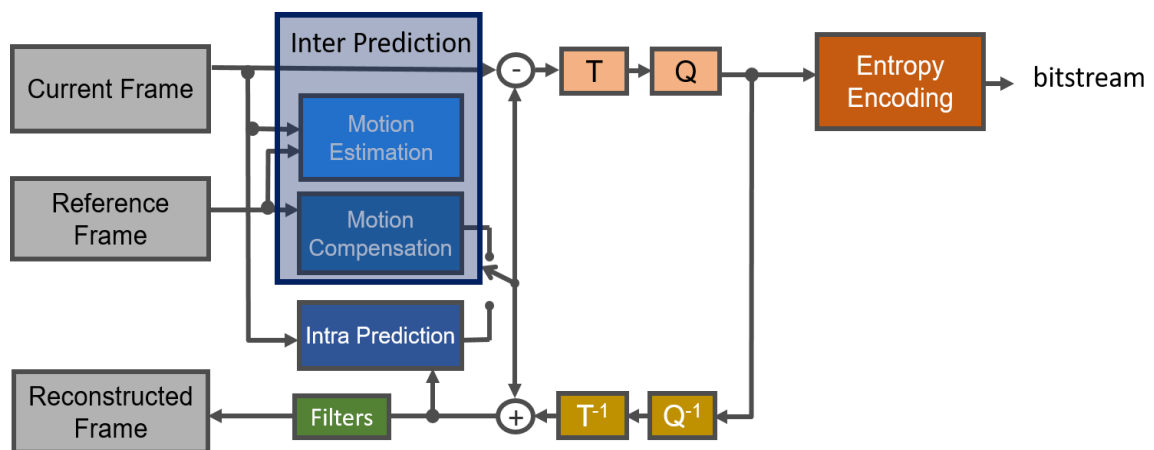 Inter Prediction
Current Frame
-
T
Q
Entropy
Encoding
bitstream
Motion
Estimation
Reference
Frame
Motion
Compensation
Intra Prediction
Reconstructed
Frame
Filters
+
T⁻¹
Q⁻¹